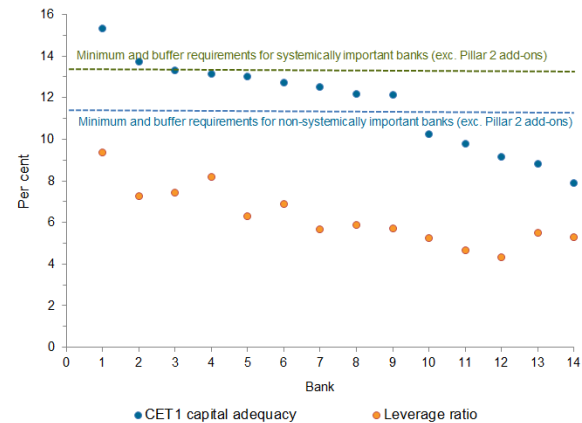 16
14
12
10
8
6
4
2
0
Per cent
Minimum and buffer requirements for systemically important banks (exc. Pillar 2 add-ons)
Minimum and buffer requirements for non-systemically important banks (exc. Pillar 2 add-ons)
0 1 2 3 4 5 6 7 8 9 10 11 12 13 14
Bank
CET1 capital adequacy
Leverage ratio